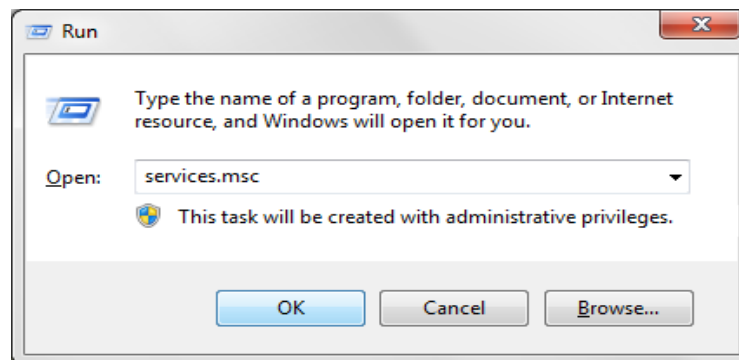 Run
Type the name of a program, folder, document, or Internet
resource, and Windows will open it for you.
Open: services.msc
This task will be created with administrative privileges.
OK Cancel Browse...